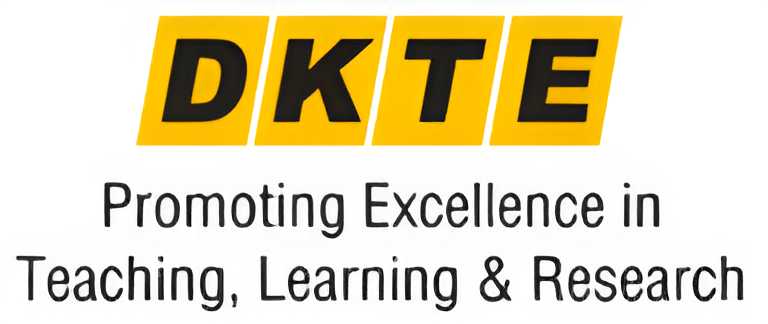 DKTE
Promoting Excellence in
Teaching, Learning & Research